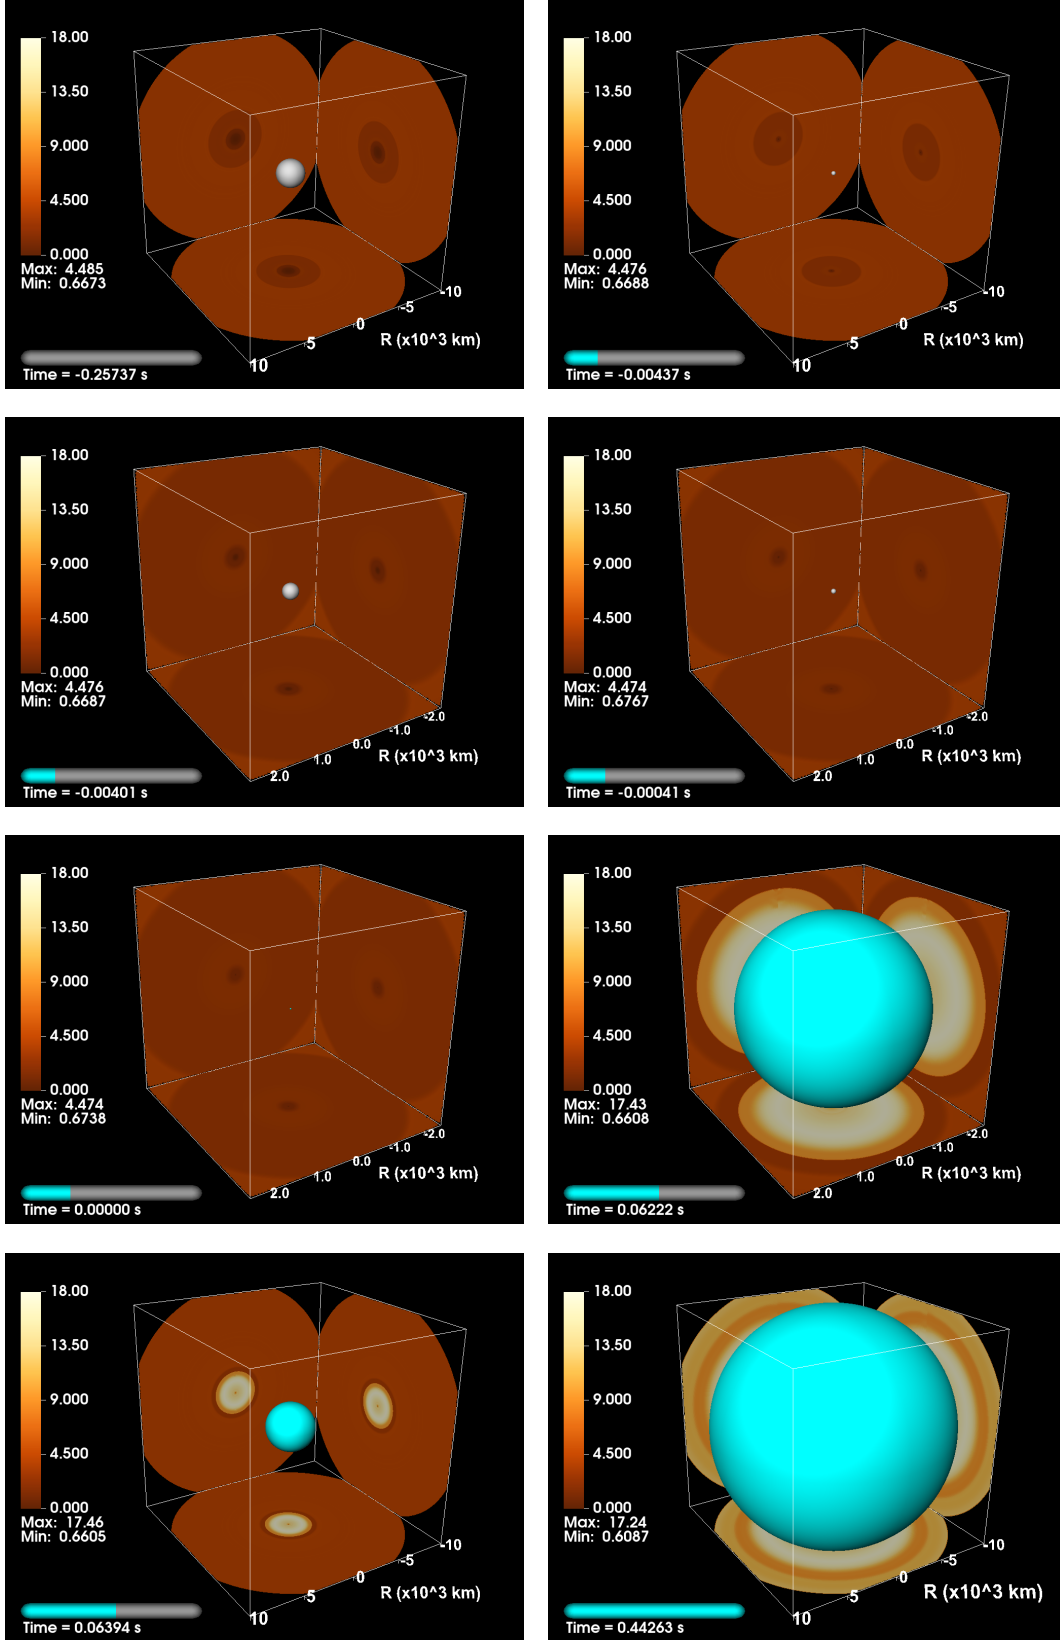 18.00
13.50
9.000
4.500
0.000
Max: 4.485
Min: 0.6673
-10
-5
0
5
10
R (x10^3 km)
Time = -0.25737 s
18.00
13.50
9.000
4.500
0.000
Max: 4.476
Min: 0.6688
-10
-5
0
5
10
R (x10^3 km)
Time = -0.00437 s
18.00
13.50
9.000
4.500
0.000
Max: 4.476
Min: 0.6687
-2.0
-1.0
0.0
1.0
2.0
R (x10^3 km)
Time = -0.00401 s
18.00
13.50
9.000
4.500
0.000
Max: 4.474
Min: 0.6767
-2.0
-1.0
0.0
1.0
2.0
R (x10^3 km)
Time = -0.00041 s
18.00
13.50
9.000
4.500
0.000
Max: 4.474
Min: 0.6738
-2.0
-1.0
0.0
1.0
2.0
R (x10^3 km)
Time = 0.00000 s
18.00
13.50
9.000
4.500
0.000
Max: 17.43
Min: 0.6608
-2.0
-1.0
0.0
1.0
2.0
R (x10^3 km)
Time = 0.06222 s
18.00
13.50
9.000
4.500
0.000
Max: 17.46
Min: 0.6605
-10
-5
0
5
10
R (x10^3 km)
Time = 0.06394 s
18.00
13.50
9.000
4.500
0.000
Max: 17.24
Min: 0.6087
-10
-5
0
5
10
R (x10^3 km)
Time = 0.44263 s